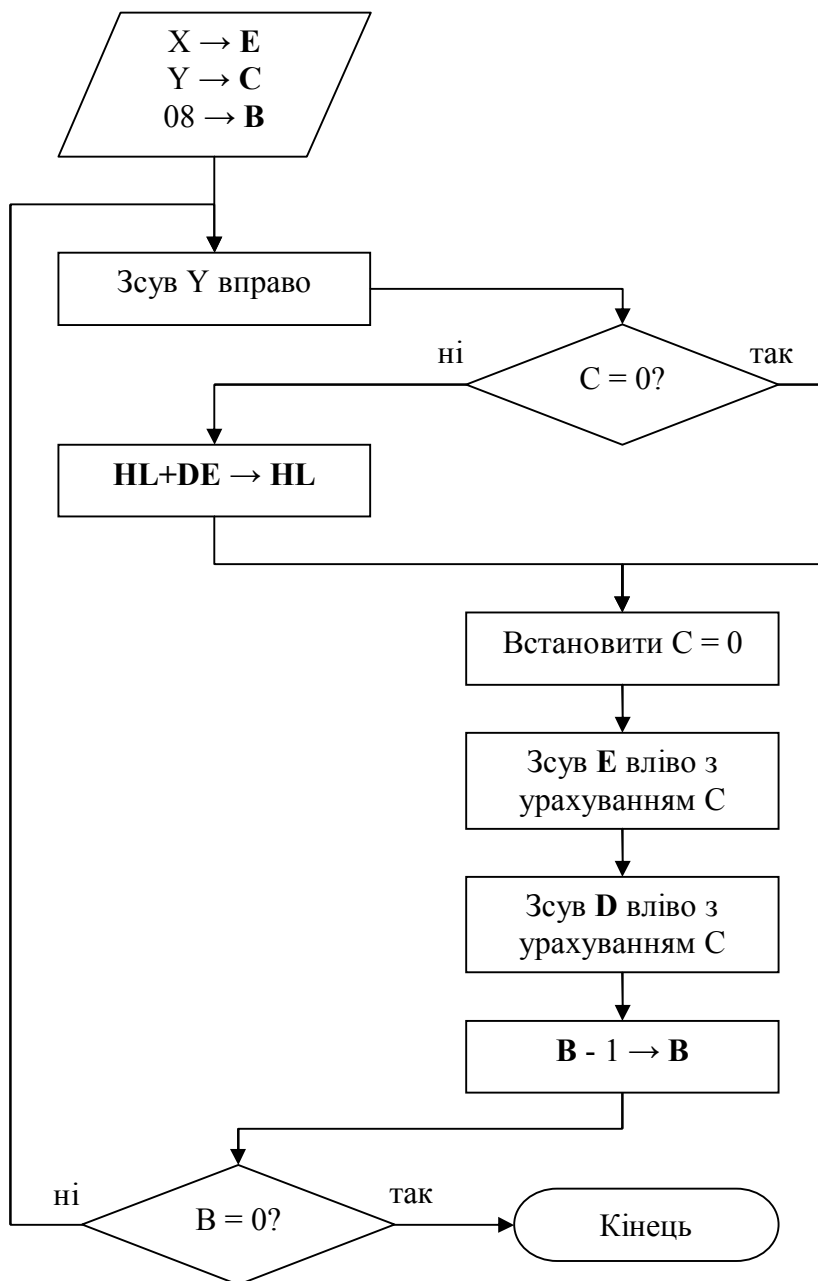 X → E
Y → C
08 → B
Зсув Y вправо
ні
так
C = 0?
HL+DE → HL
Встановити C = 0
Зсув E вліво з
урахуванням C
Зсув D вліво з
урахуванням C
B - 1 → B
ні
так
B = 0?
Кінець